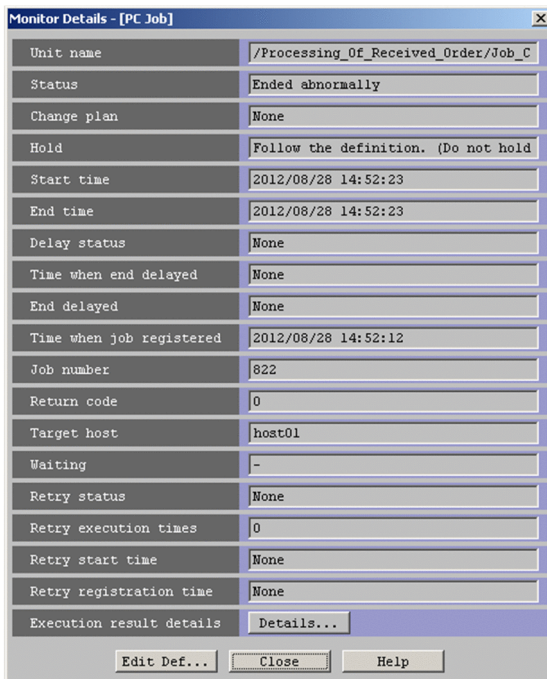 Monitor Details - [PC Job]
Unit name /Processing_Of_Received_Order/Job_C
Status Ended abnormally
Change plan None
Hold Follow the definition. (Do not hold
Start time 2012/08/28 14:52:23
End time 2012/08/28 14:52:23
Delay status None
Time when end delayed None
End delayed None
Time when job registered 2012/08/28 14:52:12
Job number 822
Return code 0
Target host host01
Waiting -
Retry status None
Retry execution times 0
Retry start time None
Retry registration time None
Execution result details Details...
Edit Def... Close Help